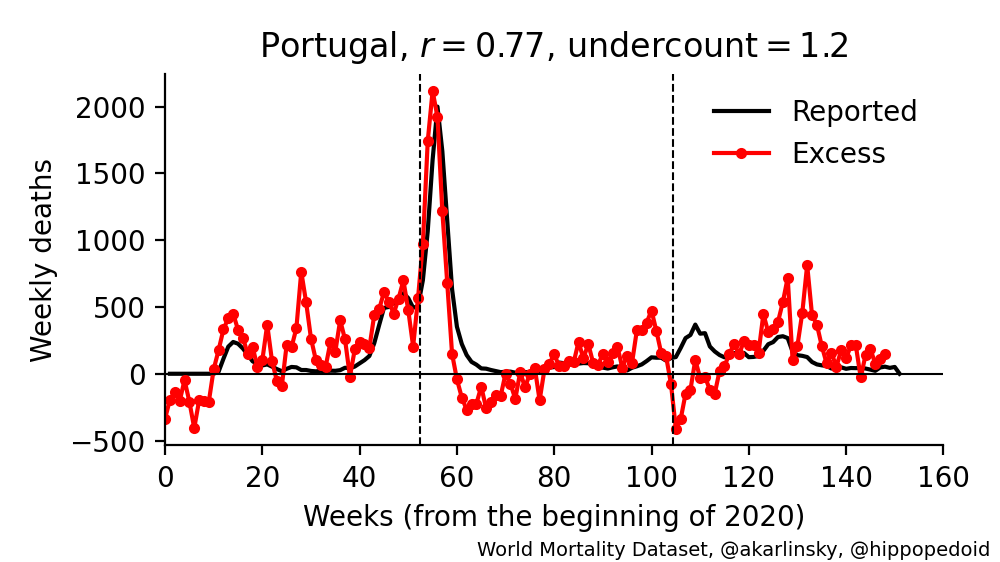 Portugal, r = 0.77, undercount = 1.2
2000
1500
1000
500
0
−500
Weekly deaths
Reported
Excess
0 20 40 60 80 100 120 140 160
Weeks (from the beginning of 2020)
World Mortality Dataset, @akarlinsky, @hippopedoid